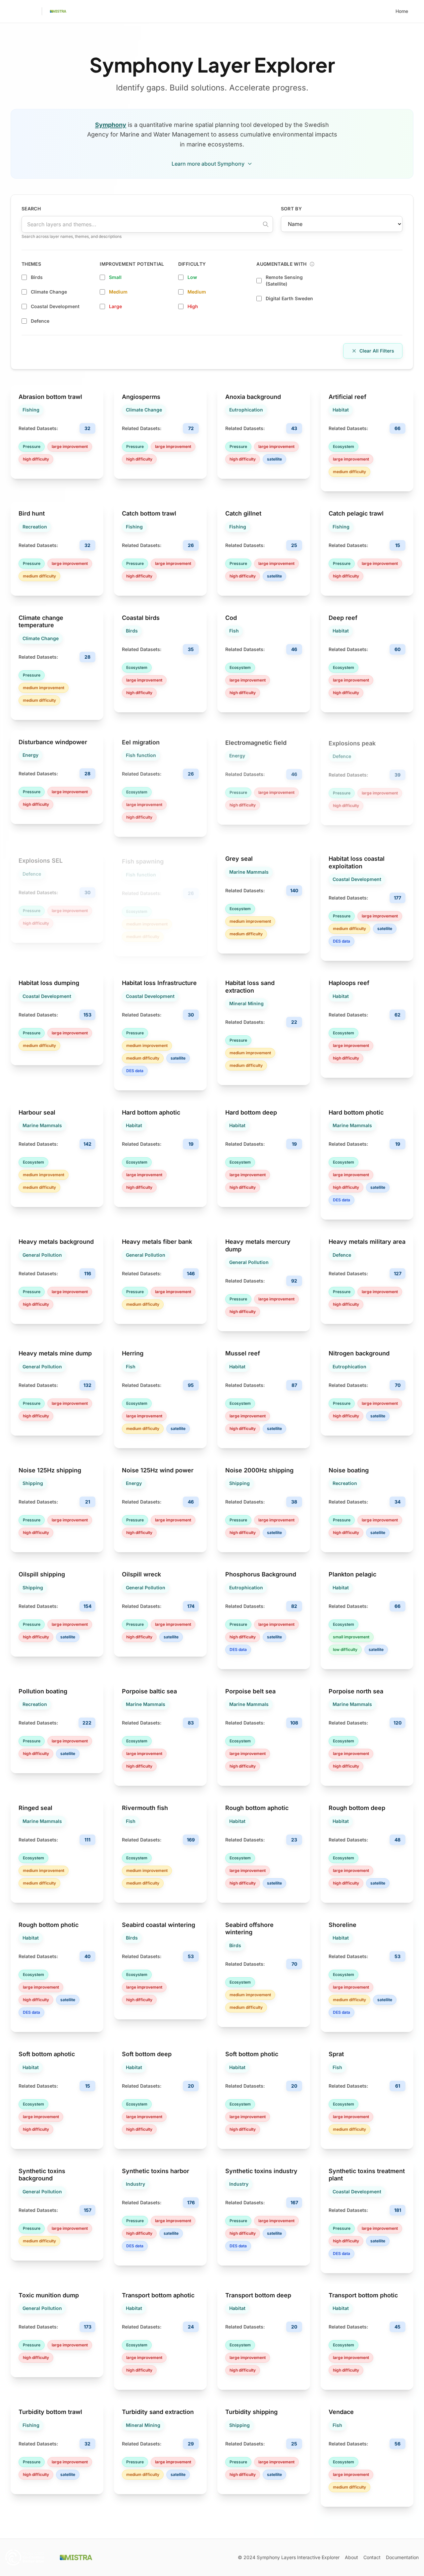 MISTRA
Home
Symphony Layer Explorer
Identify gaps. Build solutions. Accelerate progress.
Symphony is a quantitative marine spatial planning tool developed by the Swedish
Agency for Marine and Water Management to assess cumulative environmental impacts
in marine ecosystems.
Learn more about Symphony
SEARCH
SORT BY
Search layers and themes...
Name
Search across layer names, themes, and descriptions
THEMES
IMPROVEMENT POTENTIAL
DIFFICULTY
AUGMENTABLE WITH
Birds
Small
Low
Remote Sensing
(Satellite)
Climate Change
Medium
Medium
Digital Earth Sweden
Coastal Development
Large
High
Defence
Clear All Filters
Abrasion bottom trawl
Fishing
Related Datasets: 32
Pressure large improvement
high difficulty
Angiosperms
Climate Change
Related Datasets: 72
Pressure large improvement
high difficulty
Anoxia background
Eutrophication
Related Datasets: 43
Pressure large improvement
high difficulty satellite
Artificial reef
Habitat
Related Datasets: 66
Ecosystem
large improvement
medium difficulty
Bird hunt
Recreation
Related Datasets: 32
Pressure large improvement
medium difficulty
Catch bottom trawl
Fishing
Related Datasets: 26
Pressure large improvement
high difficulty
Catch gillnet
Fishing
Related Datasets: 25
Pressure large improvement
high difficulty satellite
Catch pelagic trawl
Fishing
Related Datasets: 15
Pressure large improvement
high difficulty
Climate change
temperature
Climate Change
Related Datasets: 28
Pressure
medium improvement
medium difficulty
Coastal birds
Birds
Related Datasets: 35
Ecosystem
large improvement
high difficulty
Cod
Fish
Related Datasets: 46
Ecosystem
large improvement
high difficulty
Deep reef
Habitat
Related Datasets: 60
Ecosystem
large improvement
high difficulty
Disturbance windpower
Energy
Related Datasets: 28
Pressure large improvement
high difficulty
Eel migration
Fish function
Related Datasets: 26
Ecosystem
large improvement
high difficulty
Electromagnetic field
Energy
Related Datasets: 46
Pressure large improvement
high difficulty
Explosions peak
Defence
Related Datasets: 39
Pressure large improvement
high difficulty
Explosions SEL
Defence
Related Datasets: 50
Pressure large improvement
high difficulty
Fish spawning
Fish function
Related Datasets:
Grey seal
Marine Mammals
Related Datasets: 140
Ecosystem
medium improvement
medium difficulty
Habitat loss coastal
exploitation
Coastal Development
Related Datasets: 177
Pressure large improvement
medium difficulty satellite
DES data
Habitat loss dumping
Coastal Development
Related Datasets: 153
Pressure large improvement
medium difficulty
Habitat loss Infrastructure
Coastal Development
Related Datasets: 30
Pressure
medium improvement
medium difficulty satellite
DES data
Habitat loss sand
extraction
Mineral Mining
Related Datasets: 22
Pressure
medium improvement
medium difficulty
Haploops reef
Habitat
Related Datasets: 62
Ecosystem
large improvement
high difficulty
Harbour seal
Marine Mammals
Related Datasets: 142
Ecosystem
medium improvement
medium difficulty
Hard bottom aphotic
Habitat
Related Datasets: 19
Ecosystem
large improvement
high difficulty
Hard bottom deep
Habitat
Related Datasets: 19
Ecosystem
large improvement
high difficulty
Hard bottom photic
Marine Mammals
Related Datasets: 19
Ecosystem
large improvement
high difficulty satellite
DES data
Heavy metals background
General Pollution
Related Datasets: 116
Pressure large improvement
high difficulty
Heavy metals fiber bank
General Pollution
Related Datasets: 146
Pressure large improvement
medium difficulty
Heavy metals mercury
dump
General Pollution
Related Datasets: 92
Pressure large improvement
high difficulty
Heavy metals military area
Defence
Related Datasets: 127
Pressure large improvement
high difficulty
Heavy metals mine dump
General Pollution
Related Datasets: 132
Pressure large improvement
high difficulty
Herring
Fish
Related Datasets: 95
Ecosystem
large improvement
medium difficulty satellite
Mussel reef
Habitat
Related Datasets: 87
Ecosystem
large improvement
high difficulty satellite
Nitrogen background
Eutrophication
Related Datasets: 70
Pressure large improvement
high difficulty satellite
Noise 125Hz shipping
Shipping
Related Datasets: 21
Pressure large improvement
high difficulty
Noise 125Hz wind power
Energy
Related Datasets: 46
Pressure large improvement
high difficulty
Noise 2000Hz shipping
Shipping
Related Datasets: 38
Pressure large improvement
high difficulty satellite
Noise boating
Recreation
Related Datasets: 34
Pressure large improvement
high difficulty satellite
Oilspill shipping
Shipping
Related Datasets: 154
Pressure large improvement
high difficulty satellite
Oilspill wreck
General Pollution
Related Datasets: 174
Pressure large improvement
high difficulty satellite
Phosphorus Background
Eutrophication
Related Datasets: 82
Pressure large improvement
high difficulty satellite
DES data
Plankton pelagic
Habitat
Related Datasets: 66
Ecosystem
small improvement
low difficulty satellite
Pollution boating
Recreation
Related Datasets: 222
Pressure large improvement
high difficulty satellite
Porpoise baltic sea
Marine Mammals
Related Datasets: 83
Ecosystem
large improvement
high difficulty
Porpoise belt sea
Marine Mammals
Related Datasets: 108
Ecosystem
large improvement
high difficulty
Porpoise north sea
Marine Mammals
Related Datasets: 120
Ecosystem
large improvement
high difficulty
Ringed seal
Marine Mammals
Related Datasets: 111
Ecosystem
medium improvement
medium difficulty
Rivermouth fish
Fish
Related Datasets: 169
Ecosystem
medium improvement
medium difficulty
Rough bottom aphotic
Habitat
Related Datasets: 23
Ecosystem
large improvement
high difficulty satellite
Rough bottom deep
Habitat
Related Datasets: 48
Ecosystem
large improvement
high difficulty satellite
Rough bottom photic
Habitat
Related Datasets: 40
Ecosystem
large improvement
high difficulty satellite
DES data
Seabird coastal wintering
Birds
Related Datasets: 53
Ecosystem
large improvement
high difficulty
Seabird offshore
wintering
Birds
Related Datasets: 70
Ecosystem
medium improvement
medium difficulty
Shoreline
Habitat
Related Datasets: 53
Ecosystem
large improvement
medium difficulty satellite
DES data
Soft bottom aphotic
Habitat
Related Datasets: 15
Ecosystem
large improvement
high difficulty
Soft bottom deep
Habitat
Related Datasets: 20
Ecosystem
large improvement
high difficulty
Soft bottom photic
Habitat
Related Datasets: 20
Ecosystem
large improvement
high difficulty
Sprat
Fish
Related Datasets: 61
Ecosystem
large improvement
medium difficulty
Synthetic toxins
background
General Pollution
Related Datasets: 157
Pressure large improvement
medium difficulty
Synthetic toxins harbor
Industry
Related Datasets: 176
Pressure large improvement
high difficulty satellite
DES data
Synthetic toxins industry
Industry
Related Datasets: 167
Pressure large improvement
high difficulty satellite
DES data
Synthetic toxins treatment
plant
Coastal Development
Related Datasets: 181
Pressure large improvement
high difficulty satellite
DES data
Toxic munition dump
General Pollution
Related Datasets: 173
Pressure large improvement
high difficulty
Transport bottom aphotic
Habitat
Related Datasets: 24
Ecosystem
large improvement
high difficulty
Transport bottom deep
Habitat
Related Datasets: 20
Ecosystem
large improvement
high difficulty
Transport bottom photic
Habitat
Related Datasets: 45
Ecosystem
large improvement
high difficulty
Turbidity bottom trawl
Fishing
Related Datasets: 32
Pressure large improvement
high difficulty satellite
Turbidity sand extraction
Mineral Mining
Related Datasets: 29
Pressure large improvement
medium difficulty satellite
Turbidity shipping
Shipping
Related Datasets: 25
Pressure large improvement
high difficulty satellite
Vendace
Fish
Related Datasets: 56
Ecosystem
large improvement
medium difficulty
MISTRA
© 2024 Symphony Layers Interactive Explorer About Contact Documentation